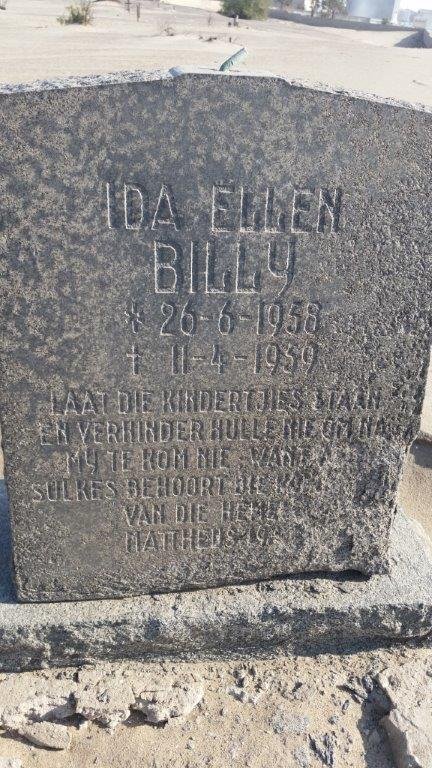 IDA ELLEN
BILLY
* 26-6-1958
† 11-4-1959
LAAT DIE KINDERTJIES STAAN
EN VERHINDER HULLE NIE OM NA
MY TE KOM NIE WANT
SULKES BEHOORT DIE
VAN DIE
MATTHEUS 19